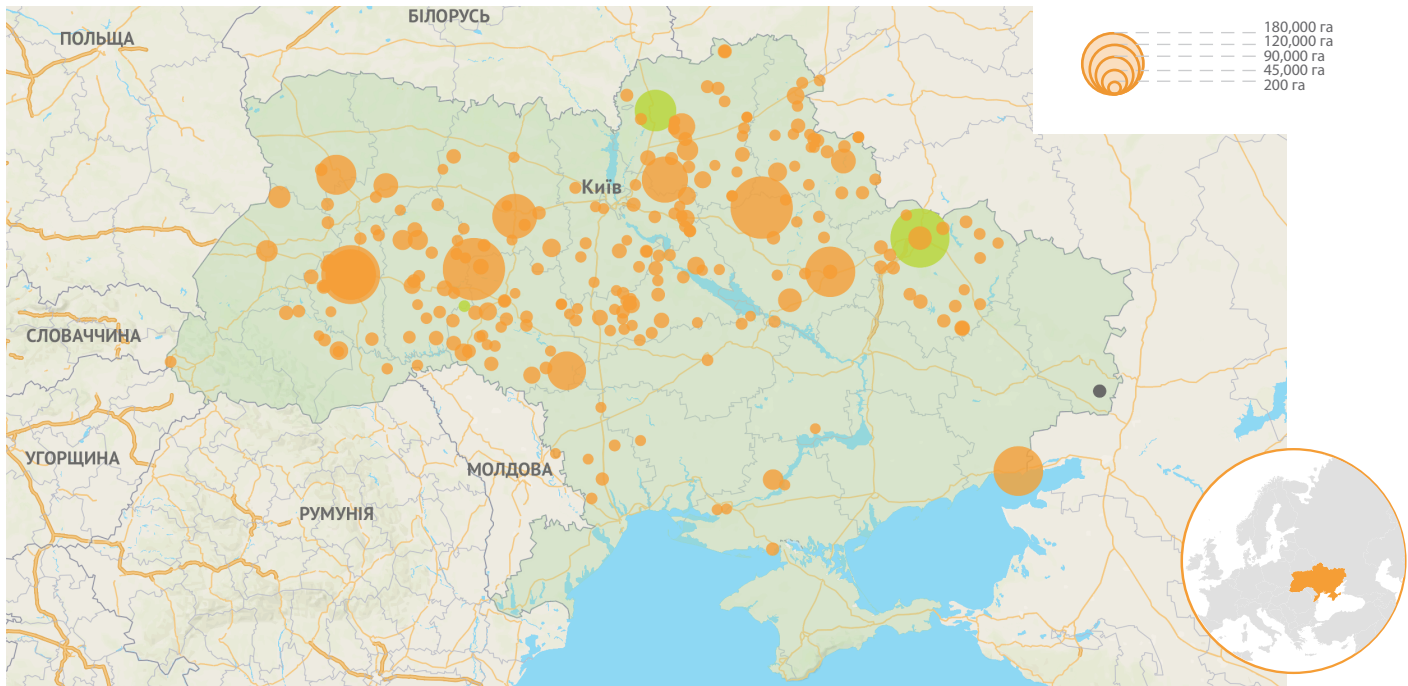 БІЛОРУСЬ
ПОЛЬЩА
180,000 га
120,000 га
90,000 га
45,000 га
200 га
Київ
СЛОВАЧЧИНА
УГОРЩИНА
МОЛДОВА
РУМУНІЯ